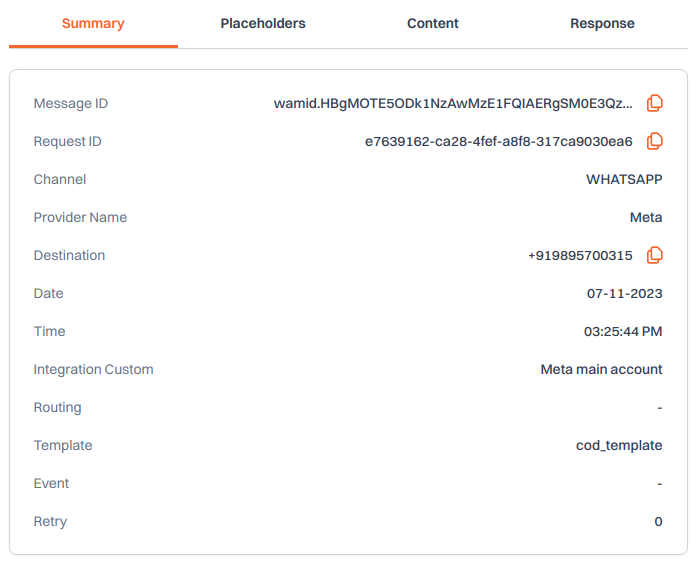 Summary Placeholders Content Response
Message ID wamid.HBgMOTE5ODk1NzAwMzE1FQIAERgSM0E3Qz...
Request ID e7639162-ca28-4fef-a8f8-317ca9030ea6
Channel WHATSAPP
Provider Name Meta
Destination +919895700315
Date 07-11-2023
Time 03:25:44 PM
Integration Custom Meta main account
Routing -
Template cod_template
Event -
Retry 0